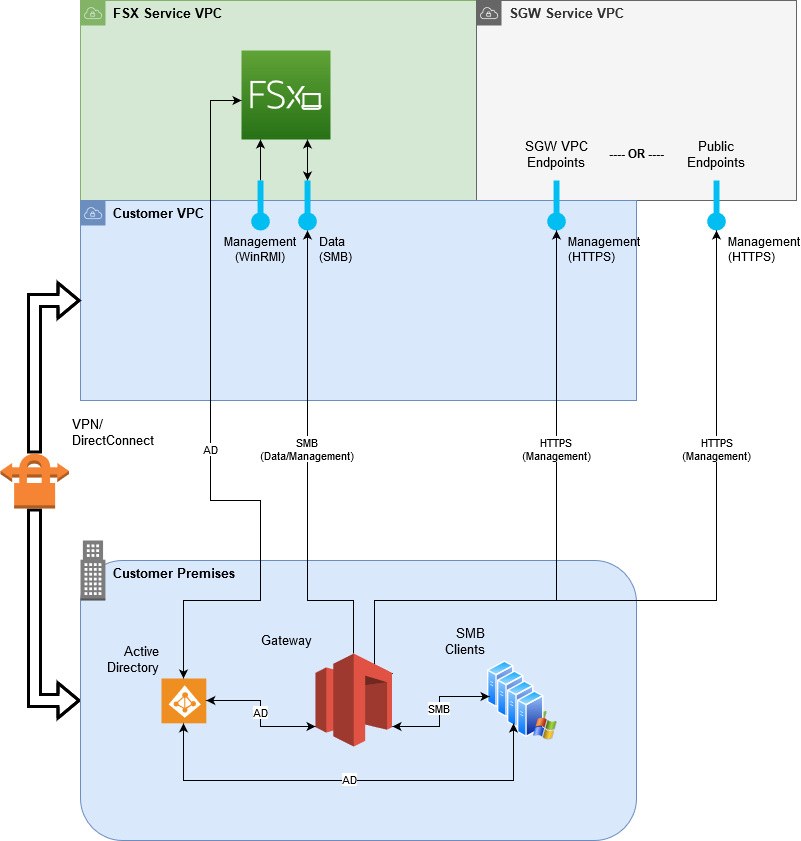 FSX Service VPC
SGW Service VPC
FSx
SGW VPC
Endpoints
---- OR ----
Public
Endpoints
Customer VPC
Management
(WinRMI)
Data
(SMB)
Management
(HTTPS)
Management
(HTTPS)
VPN/
DirectConnect
AD
SMB
(Data/Management)
HTTPS
(Management)
HTTPS
(Management)
Customer Premises
Active
Directory
Gateway
SMB
Clients
AD
SMB
AD